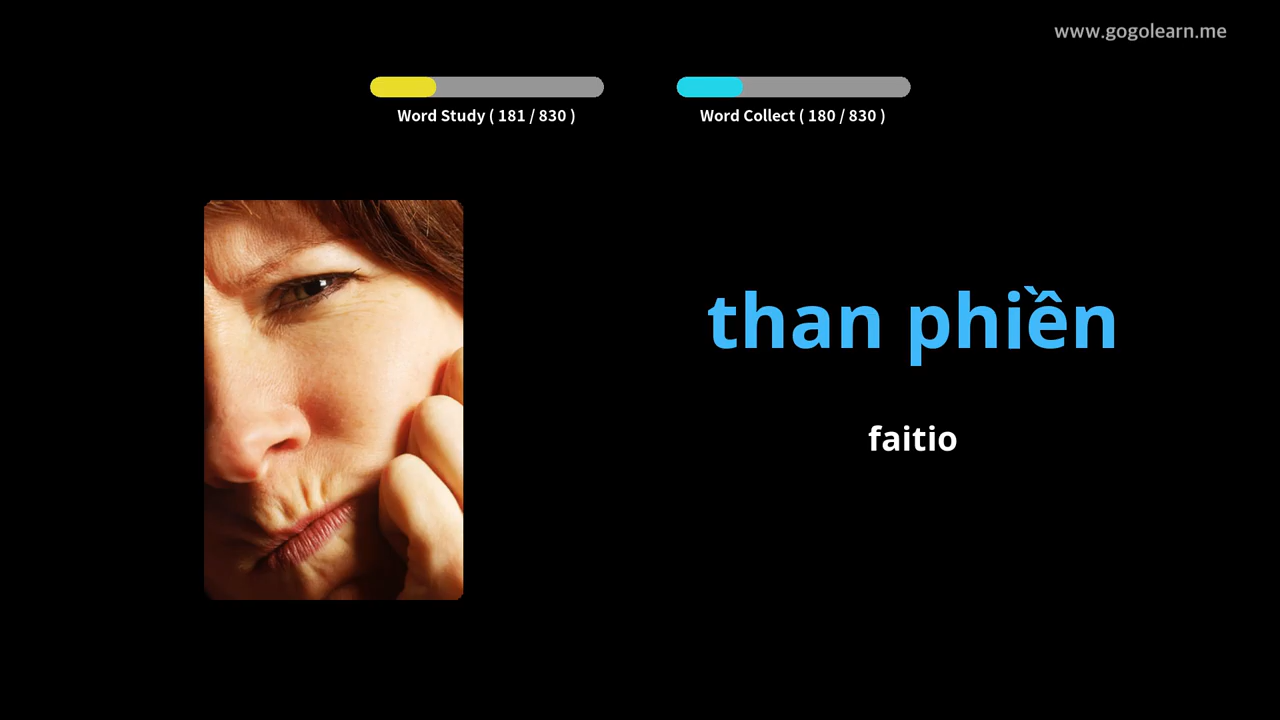 www.gogolearn.me
Word Study ( 181 / 830 )
Word Collect ( 180 / 830 )
than phiền
faitio